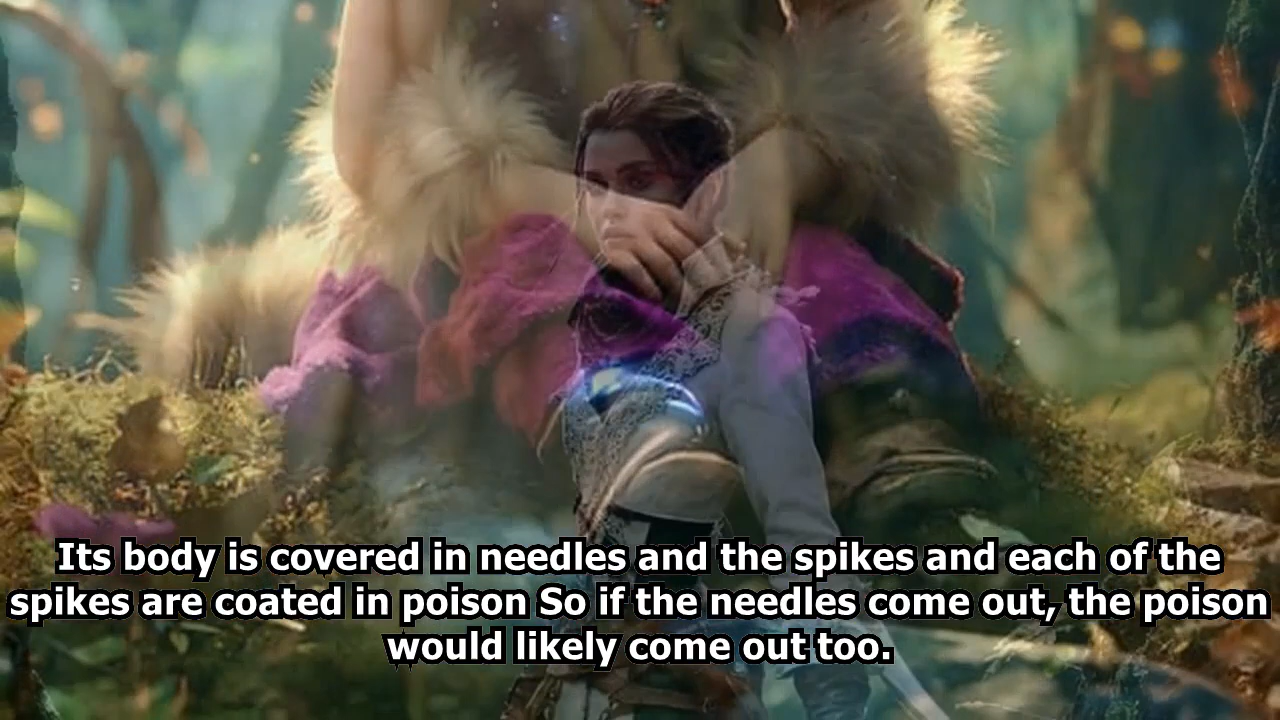 Its body is covered in needles and the spikes and each of the
spikes are coated in poison So if the needles come out, the poison
would likely come out too.